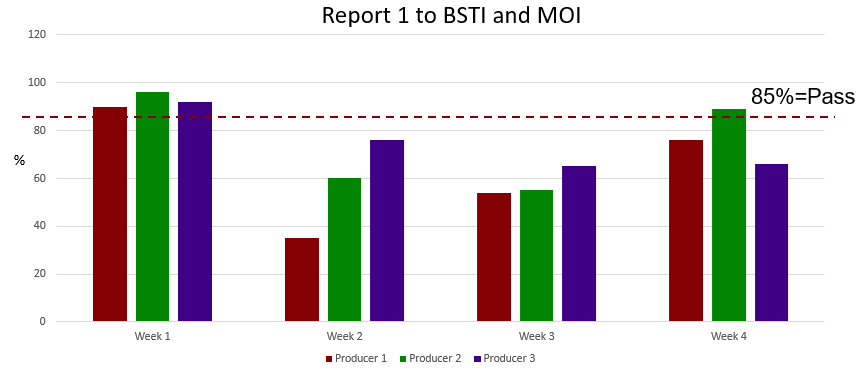 Report 1 to BSTI and MOI
120
100
85%=Pass
80
%
60
40
20
0
Week 1 Week 2 Week 3 Week 4
Producer 1 Producer 2 Producer 3